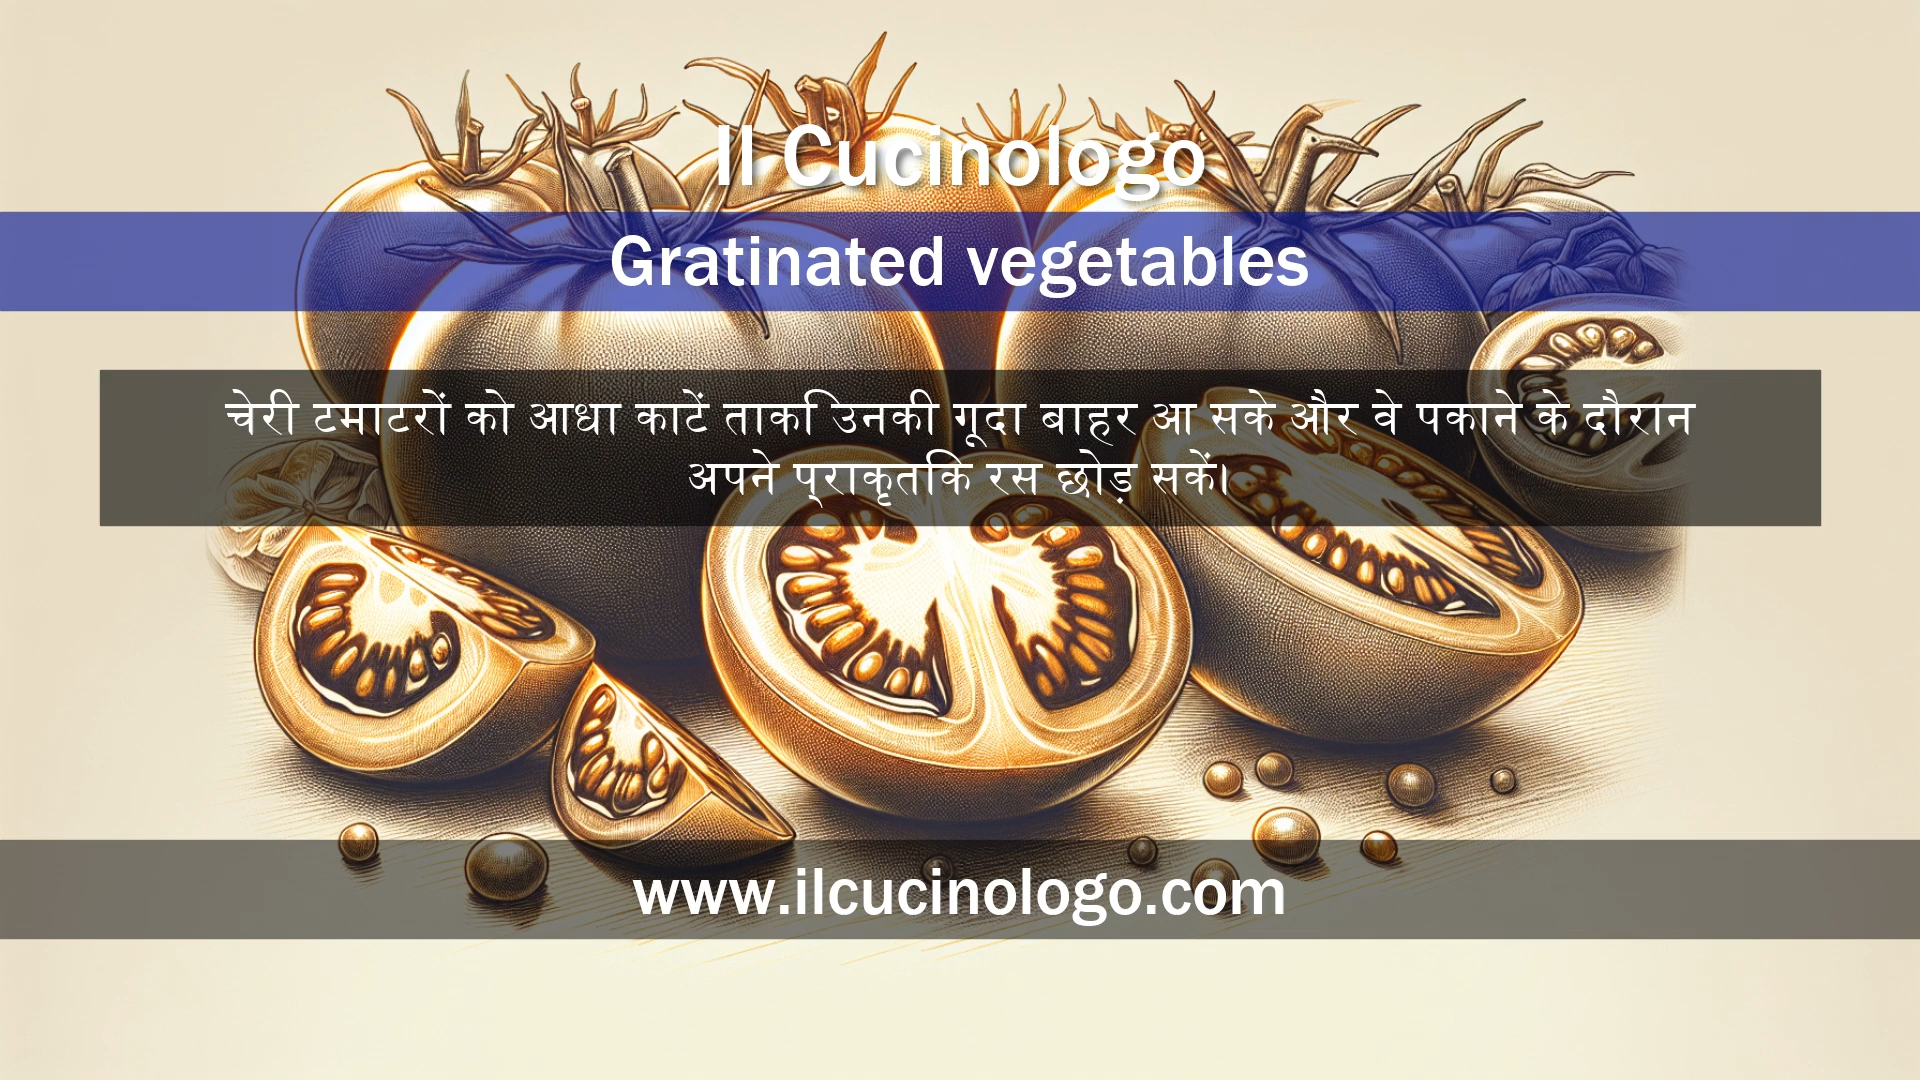 Il Cucinologo
Gratinated vegetables
चेरी टमाटरों को आधा काटें ताकि उनकी गूदा बाहर आ सके और वे पकाने के दौरान
अपने प्राकृतिक रस छोड़ सकें।
www.ilcucinologo.com